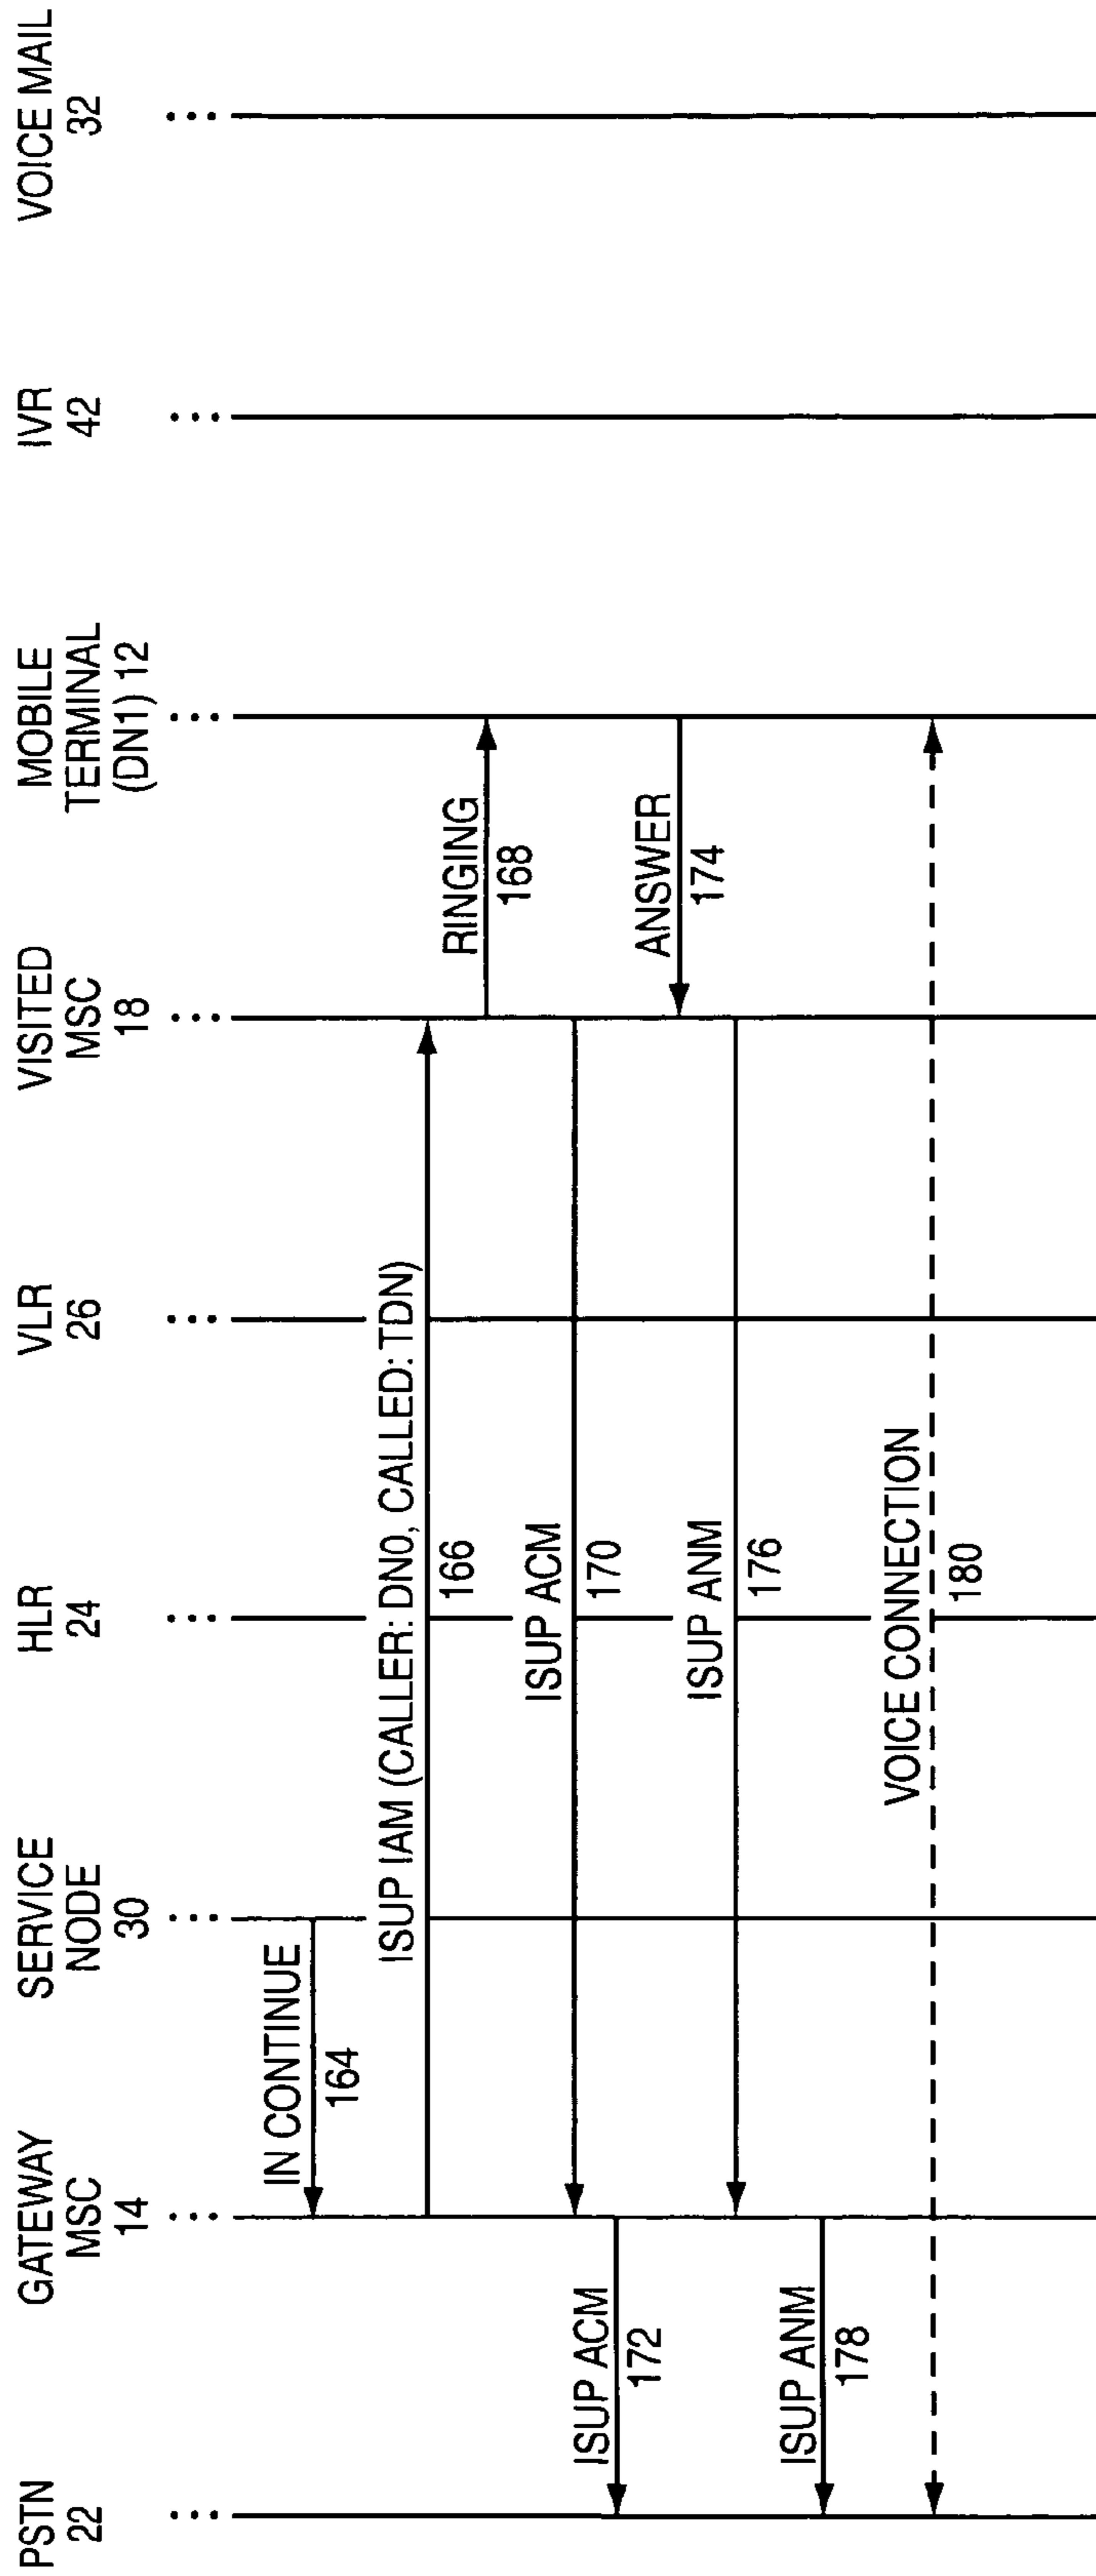 PSTN
22
GATEWAY
MSC
14
SERVICE
NODE
30
HLR
24
VLR
26
VISITED
MSC
18
MOBILE
TERMINAL
(DN1) 12
IVR
42
VOICE MAIL
32
IN CONTINUE
164
ISUP IAM (CALLER: DN0, CALLED: TDN)
166
RINGING
168
ISUP ACM
170
ISUP ACM
172
ANSWER
174
ISUP ANM
176
ISUP ANM
178
VOICE CONNECTION
180